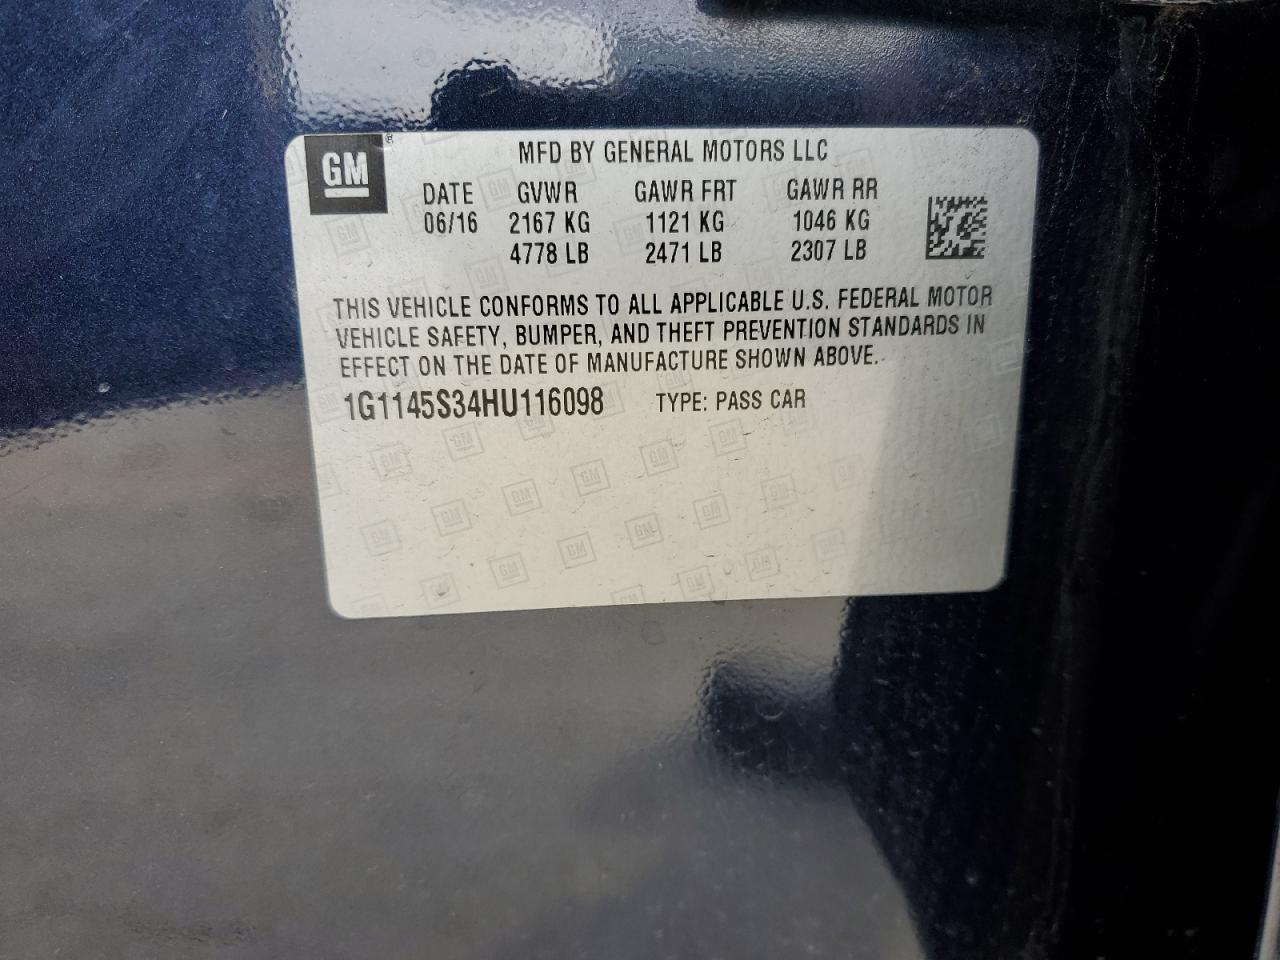 GM
MFD BY GENERAL MOTORS LLC
DATE GVWR GAWR FRT GAWR RR
06/16 2167 KG 1121 KG 1046 KG
4778 LB 2471 LB 2307 LB
THIS VEHICLE CONFORMS TO ALL APPLICABLE U.S. FEDERAL MOTOR
VEHICLE SAFETY, BUMPER, AND THEFT PREVENTION STANDARDS IN
EFFECT ON THE DATE OF MANUFACTURE SHOWN ABOVE.
1G1145S34HU116098 TYPE: PASS CAR